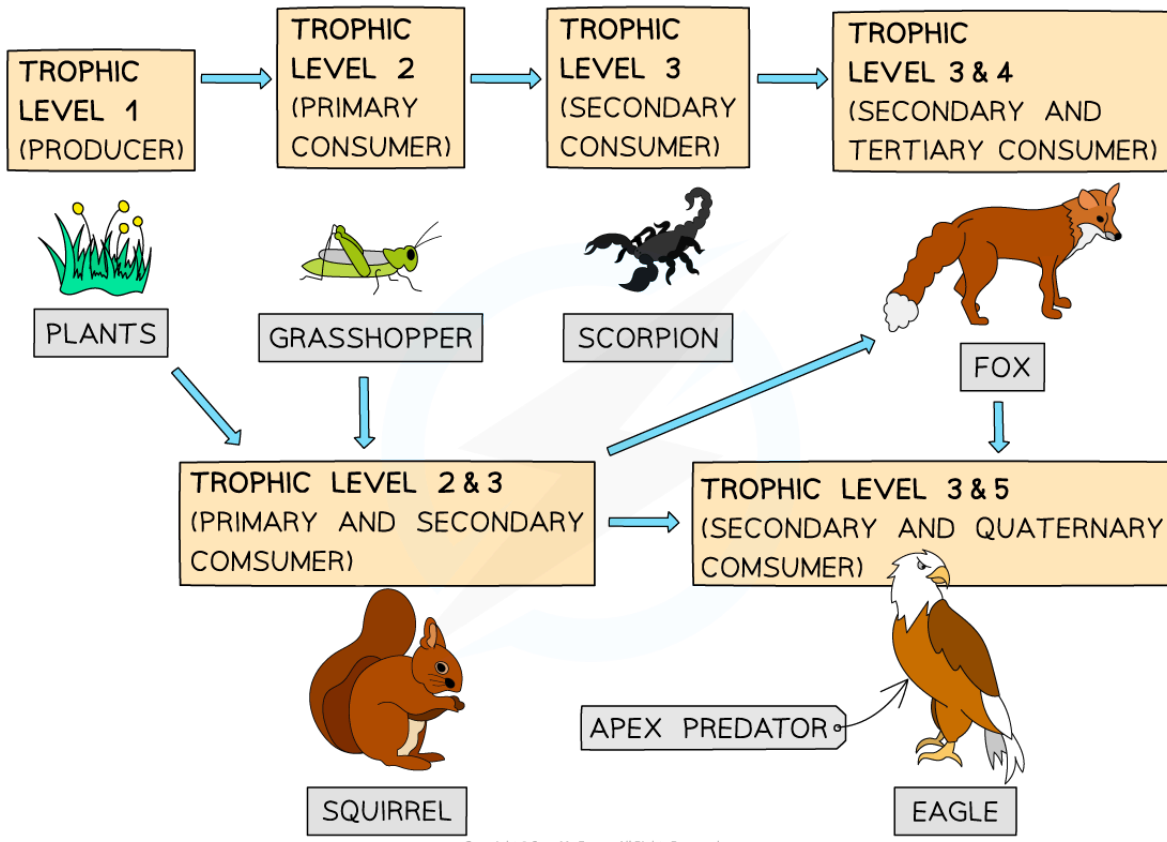 TROPHIC
LEVEL 1
(PRODUCER)
TROPHIC
LEVEL 2
(PRIMARY
CONSUMER)
TROPHIC
LEVEL 3
(SECONDARY
CONSUMER)
TROPHIC
LEVEL 3 & 4
(SECONDARY AND
TERTIARY CONSUMER)
PLANTS
GRASSHOPPER
SCORPION
FOX
TROPHIC LEVEL 2 & 3
(PRIMARY AND SECONDARY
COMSUMER)
TROPHIC LEVEL 3 & 5
(SECONDARY AND QUATERNARY
COMSUMER)
APEX PREDATOR
SQUIRREL
EAGLE